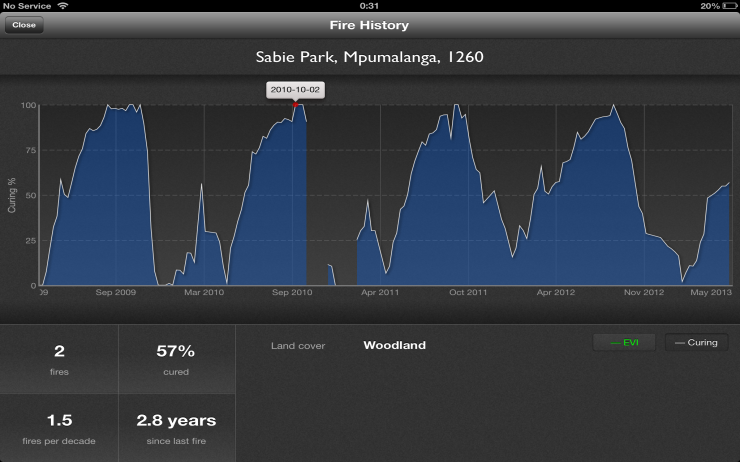 No Service 0:31 20%
Close Fire History
Sabie Park, Mpumalanga, 1260
2010-10-02
100
75
50
25
0
Curing %
09 Sep 2009 Mar 2010 Sep 2010 Apr 2011 Oct 2011 Apr 2012 Nov 2012 May 2013
2 57%
fires cured
Land cover Woodland — EVI — Curing
1.5 2.8 years
fires per decade since last fire